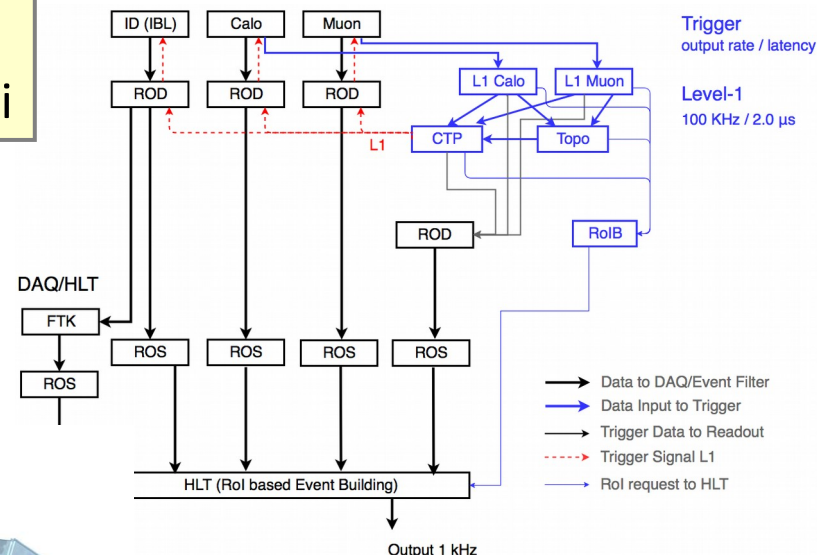 i
ID (IBL)
Calo
Muon
Trigger
output rate / latency
L1 Calo
L1 Muon
ROD
ROD
ROD
Level-1
100 KHz / 2.0 µs
L1
CTP
Topo
ROD
RoIB
DAQ/HLT
FTK
ROS
ROS
ROS
ROS
ROS
Data to DAQ/Event Filter
Data Input to Trigger
Trigger Data to Readout
Trigger Signal L1
RoI request to HLT
HLT (RoI based Event Building)
Output 1 kHz